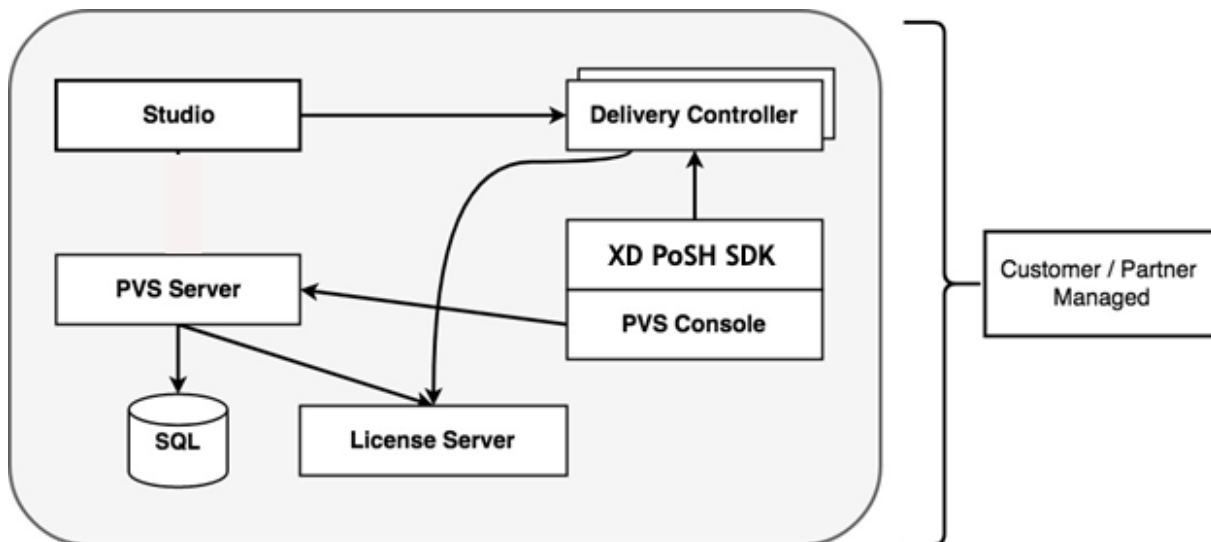 Studio
Delivery Controller
XD PoSH SDK
PVS Server
PVS Console
Customer / Partner
Managed
SQL
License Server